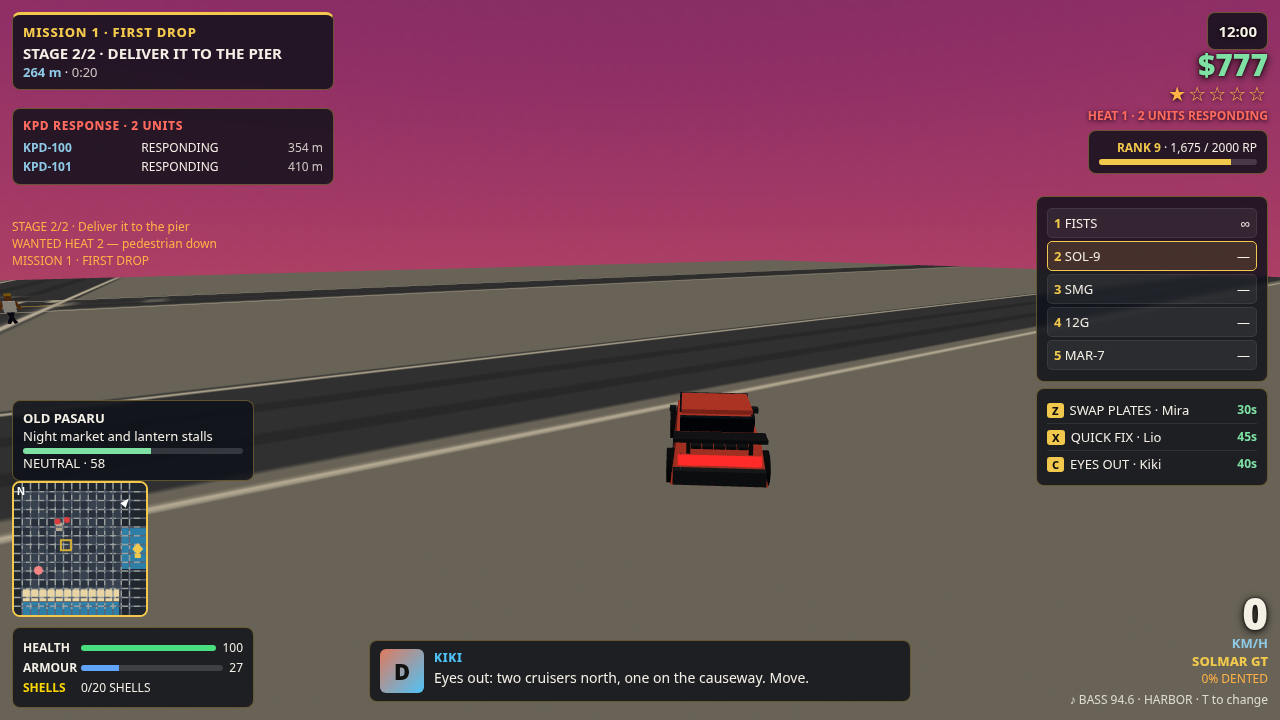 MISSION 1 · FIRST DROP
STAGE 2/2 · DELIVER IT TO THE PIER
264 m · 0:20
KPD RESPONSE · 2 UNITS
KPD-100 RESPONDING 354 m
KPD-101 RESPONDING 410 m
STAGE 2/2 · Deliver it to the pier
WANTED HEAT 2 — pedestrian down
MISSION 1 · FIRST DROP
12:00
$777
★☆☆☆☆
HEAT 1 · 2 UNITS RESPONDING
RANK 9 · 1,675 / 2000 RP
1 FISTS ∞
2 SOL-9 —
3 SMG —
4 12G —
5 MAR-7 —
Z SWAP PLATES · Mira 30s
X QUICK FIX · Lio 45s
C EYES OUT · Kiki 40s
OLD PASARU
Night market and lantern stalls
NEUTRAL · 58
N
HEALTH 100
ARMOUR 27
SHELLS 0/20 SHELLS
D
KIKI
Eyes out: two cruisers north, one on the causeway. Move.
0
KM/H
SOLMAR GT
0% DENTED
♪ BASS 94.6 · HARBOR · T to change